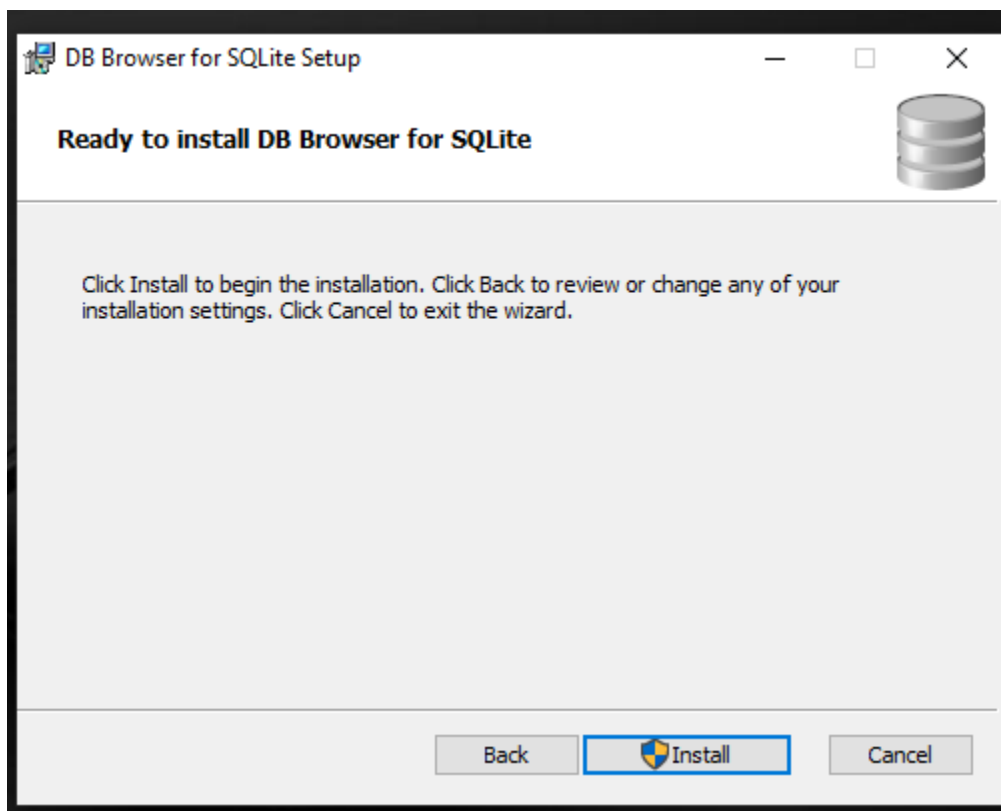 DB Browser for SQLite Setup
Ready to install DB Browser for SQLite
Click Install to begin the installation. Click Back to review or change any of your
installation settings. Click Cancel to exit the wizard.
Back Install Cancel